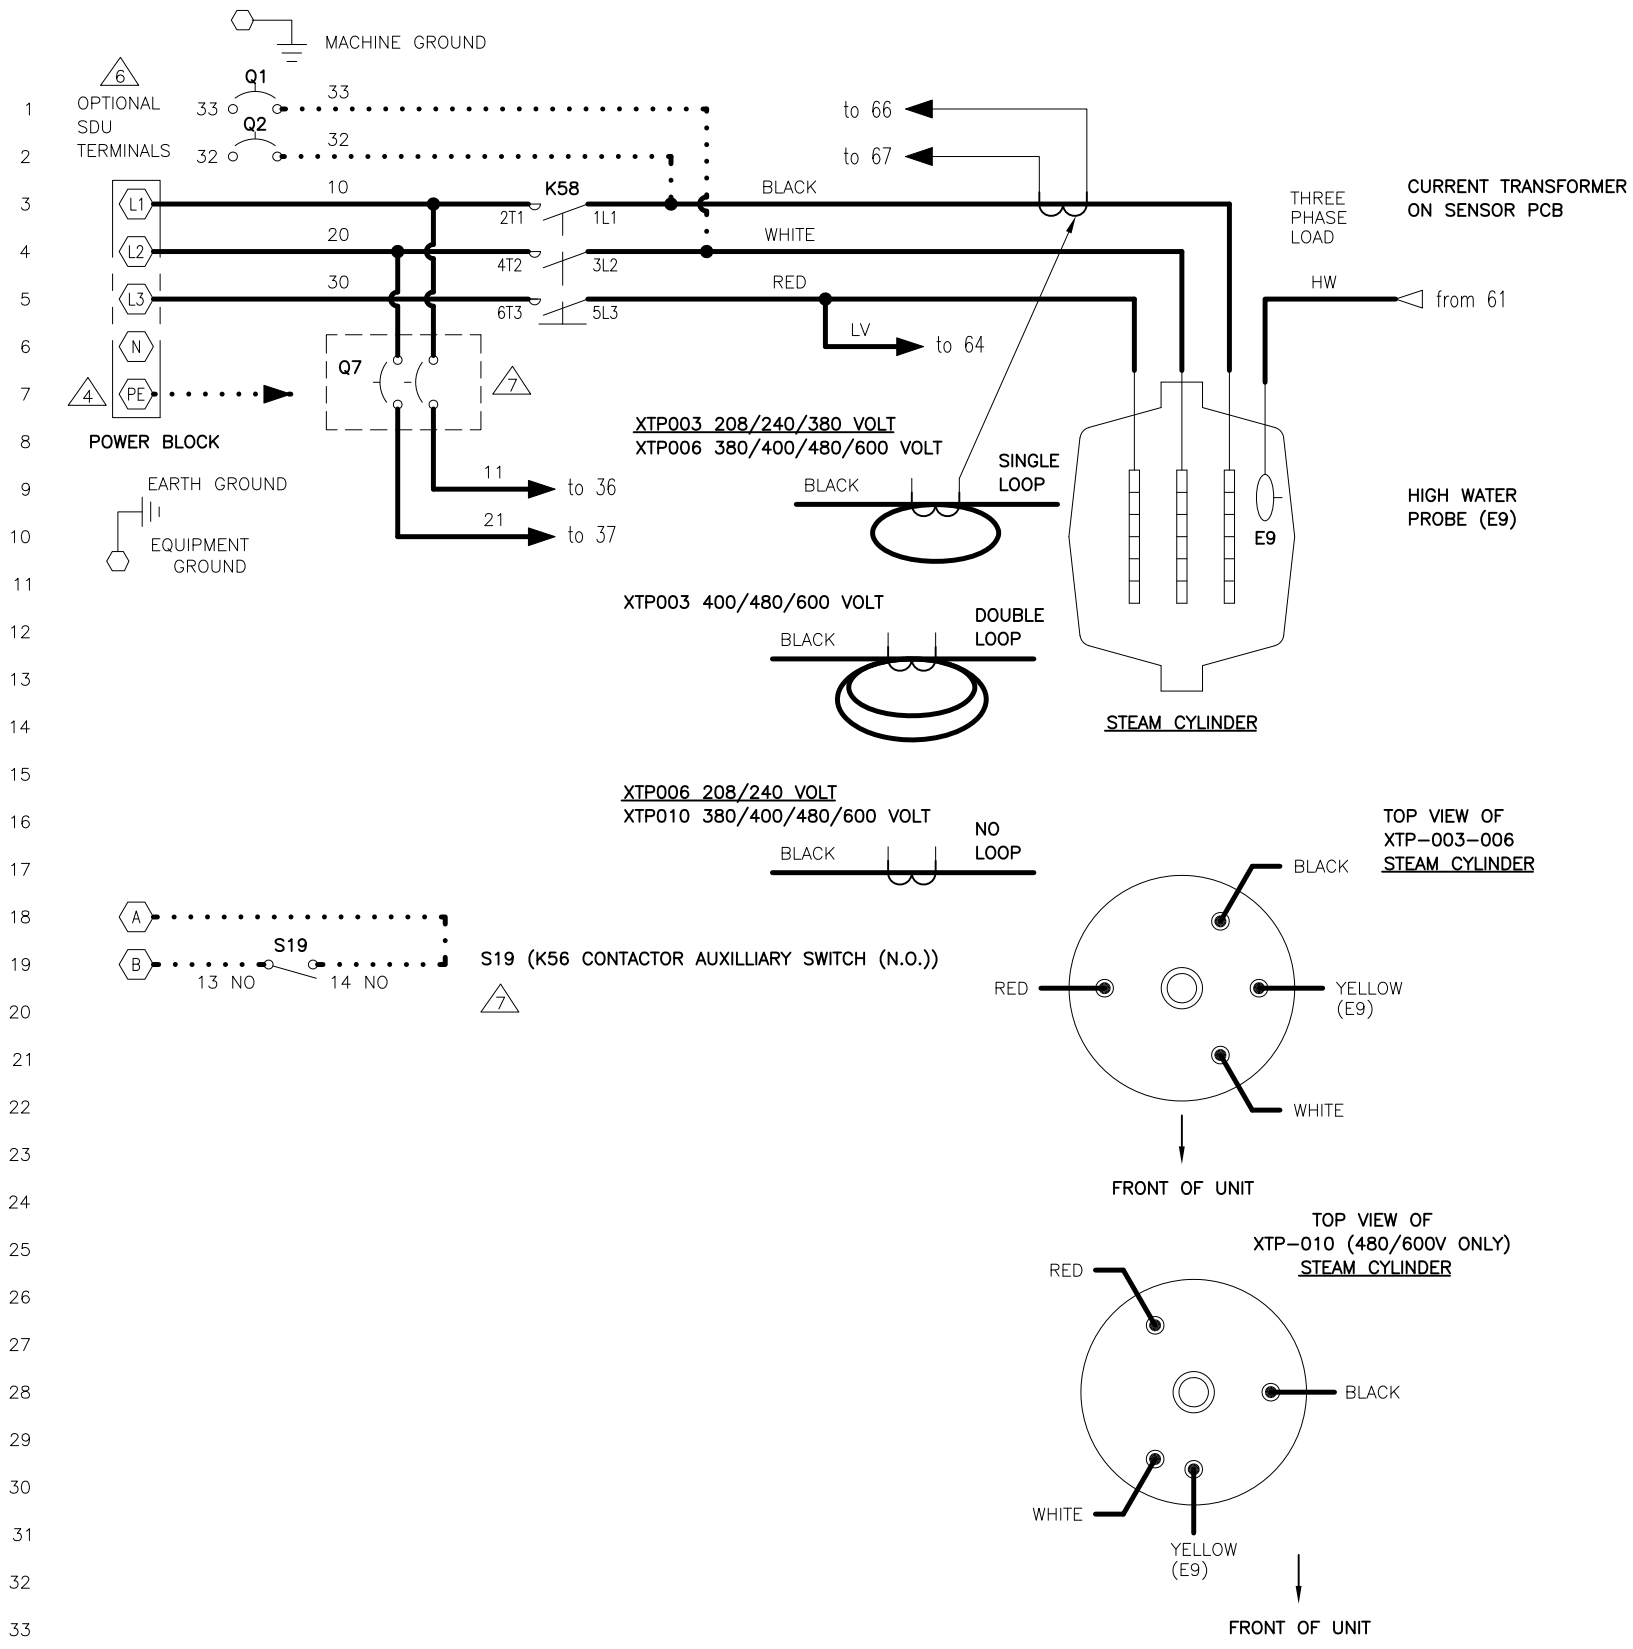 MACHINE GROUND
6
Q1
1
OPTIONAL
SDU
TERMINALS
33
33
to 66
Q2
2
32
32
to 67
3
L1
10
K58
2T1
1L1
BLACK
THREE
PHASE
LOAD
CURRENT TRANSFORMER
ON SENSOR PCB
4
L2
20
4T2
3L2
WHITE
5
L3
30
6T3
5L3
RED
HW
from 61
6
N
LV
to 64
Q7
7
4
PE
7
8
POWER BLOCK
XTP003 208/240/380 VOLT
XTP006 380/400/480/600 VOLT
SINGLE
LOOP
9
EARTH GROUND
11
to 36
BLACK
HIGH WATER
PROBE (E9)
10
EQUIPMENT
GROUND
21
to 37
E9
11
XTP003 400/480/600 VOLT
DOUBLE
LOOP
12
BLACK
13
14
STEAM CYLINDER
15
XTP006 208/240 VOLT
XTP010 380/400/480/600 VOLT
NO
LOOP
16
TOP VIEW OF
XTP-003-006
STEAM CYLINDER
17
BLACK
BLACK
18
A
19
B
S19
13 NO
14 NO
S19 (K56 CONTACTOR AUXILLIARY SWITCH (N.O.))
7
RED
YELLOW
(E9)
20
21
22
WHITE
23
24
FRONT OF UNIT
25
TOP VIEW OF
XTP-010 (480/600V ONLY)
STEAM CYLINDER
RED
26
27
28
BLACK
29
30
WHITE
31
YELLOW
(E9)
32
33
FRONT OF UNIT